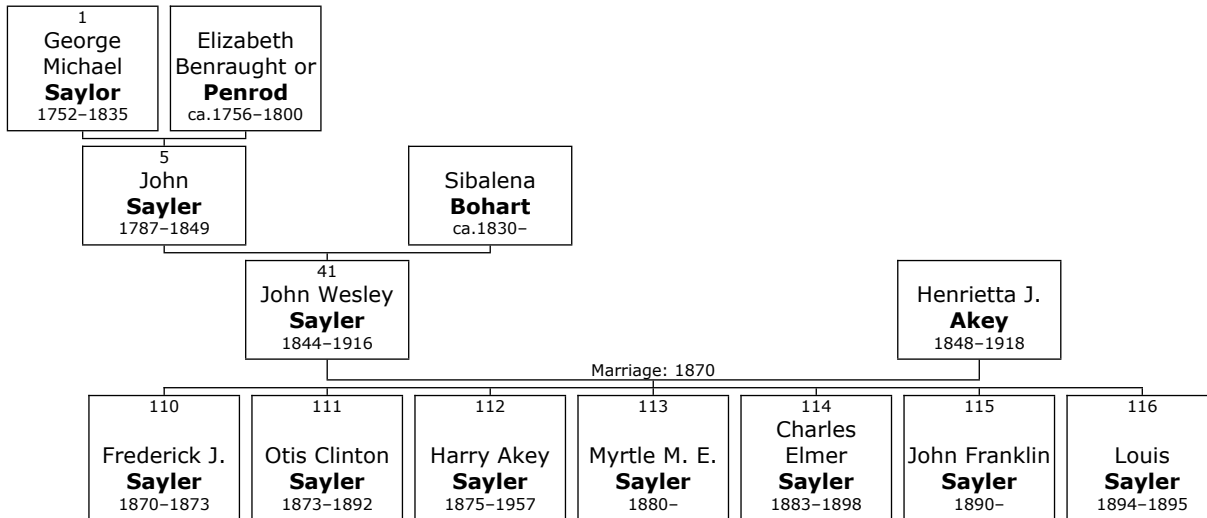 1
George
Michael
Saylor
1752–1835
Elizabeth
Benraught or
Penrod
ca.1756–1800
5
John
Sayler
1787–1849
Sibalena
Bohart
ca.1830–
41
John Wesley
Sayler
1844–1916
Henrietta J.
Akey
1848–1918
Marriage: 1870
110
Frederick J.
Sayler
1870–1873
111
Otis Clinton
Sayler
1873–1892
112
Harry Akey
Sayler
1875–1957
113
Myrtle M. E.
Sayler
1880–
114
Charles
Elmer
Sayler
1883–1898
115
John Franklin
Sayler
1890–
116
Louis
Sayler
1894–1895